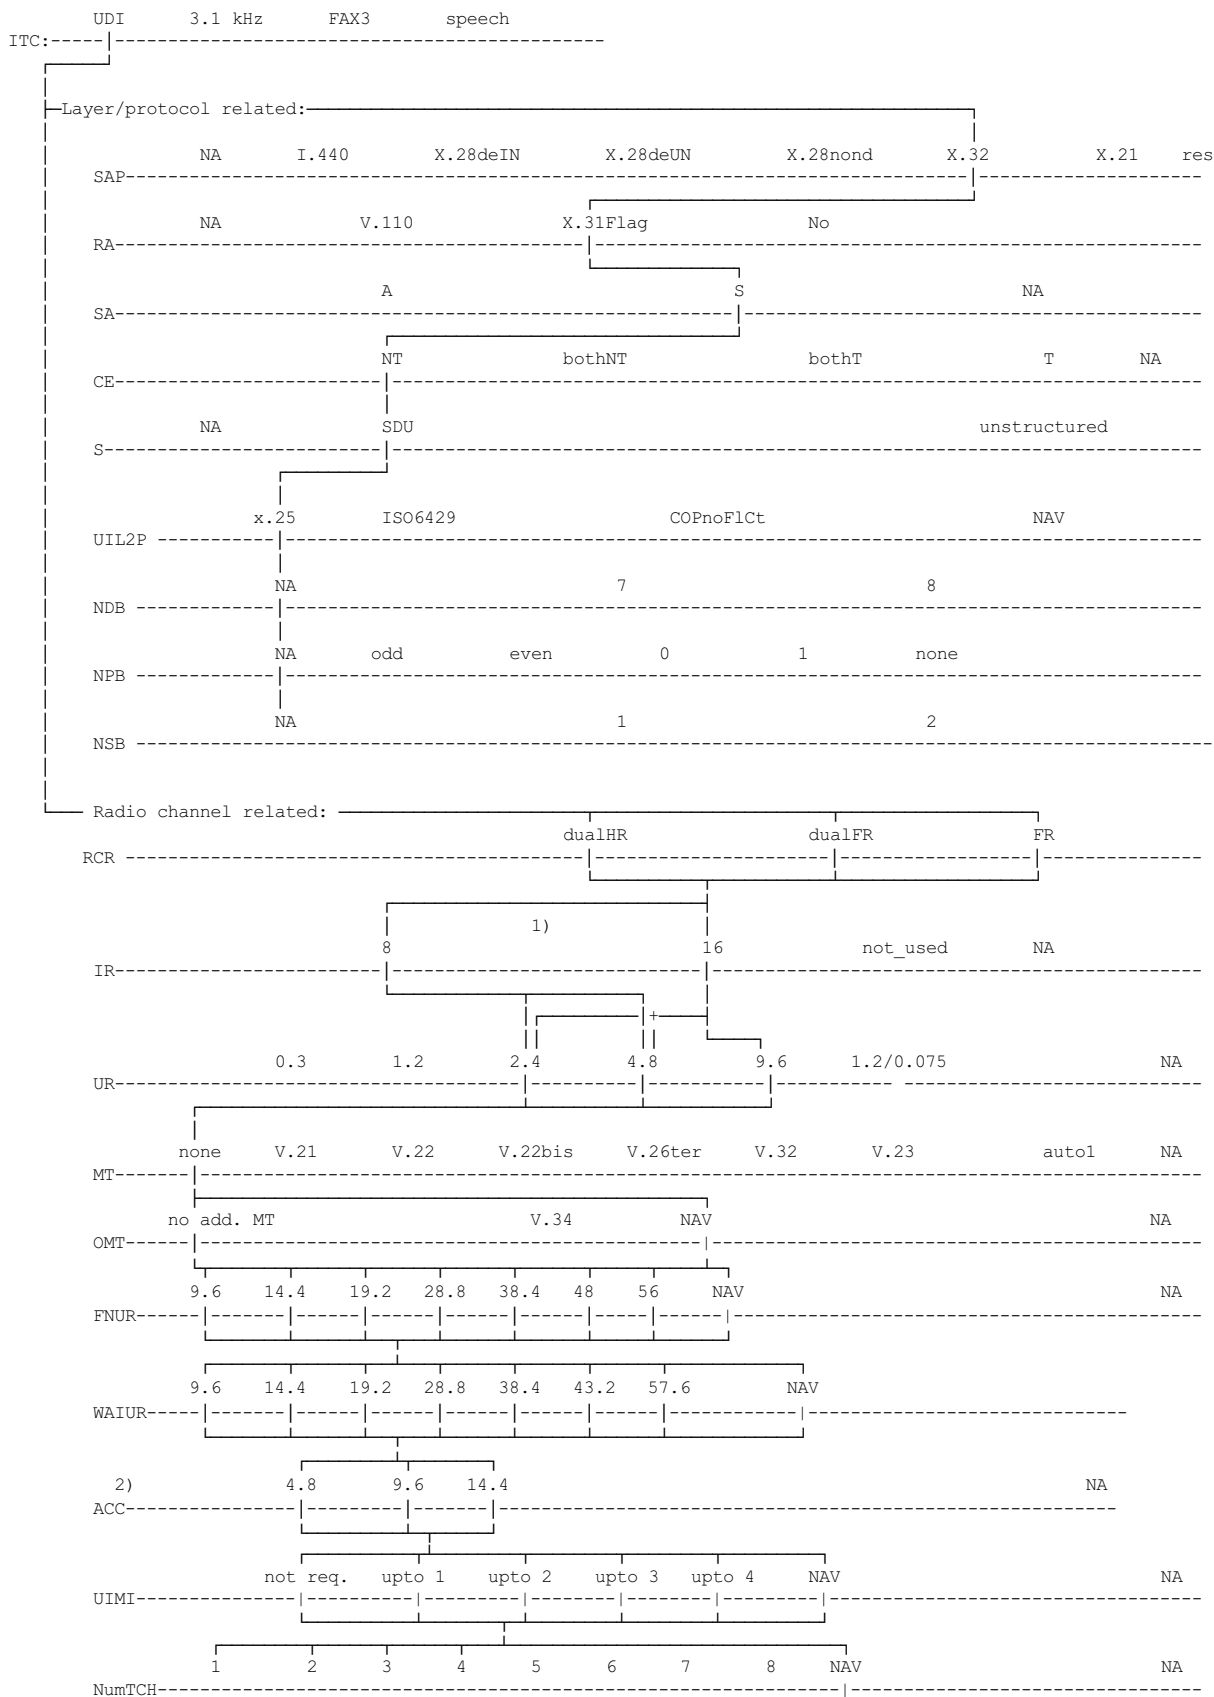 UDI 3.1 kHz FAX3 speech
ITC:
Layer/protocol related:
NA I.440 X.28deIN X.28deUN X.28nond X.32 X.21 res
SAP
NA V.110 X.31Flag No
RA
A S NA
SA
NT bothNT bothT T NA
CE
NA SDU unstructured
S
x.25 ISO6429 COPnoFlCt NAV
UIL2P
NA 7 8
NDB
NA odd even 0 1 none
NPB
NA 1 2
NSB
Radio channel related:
dualHR dualFR FR
RCR
1)
8 16 not_used NA
IR
+
0.3 1.2 2.4 4.8 9.6 1.2/0.075 NA
UR
none V.21 V.22 V.22bis V.26ter V.32 V.23 auto1 NA
MT
no add. MT V.34 NAV NA
OMT
9.6 14.4 19.2 28.8 38.4 48 56 NAV NA
FNUR
9.6 14.4 19.2 28.8 38.4 43.2 57.6 NAV
WAIUR
2) 4.8 9.6 14.4 NA
ACC
not req. upto 1 upto 2 upto 3 upto 4 NAV NA
UIMI
1 2 3 4 5 6 7 8 NAV NA
NumTCH